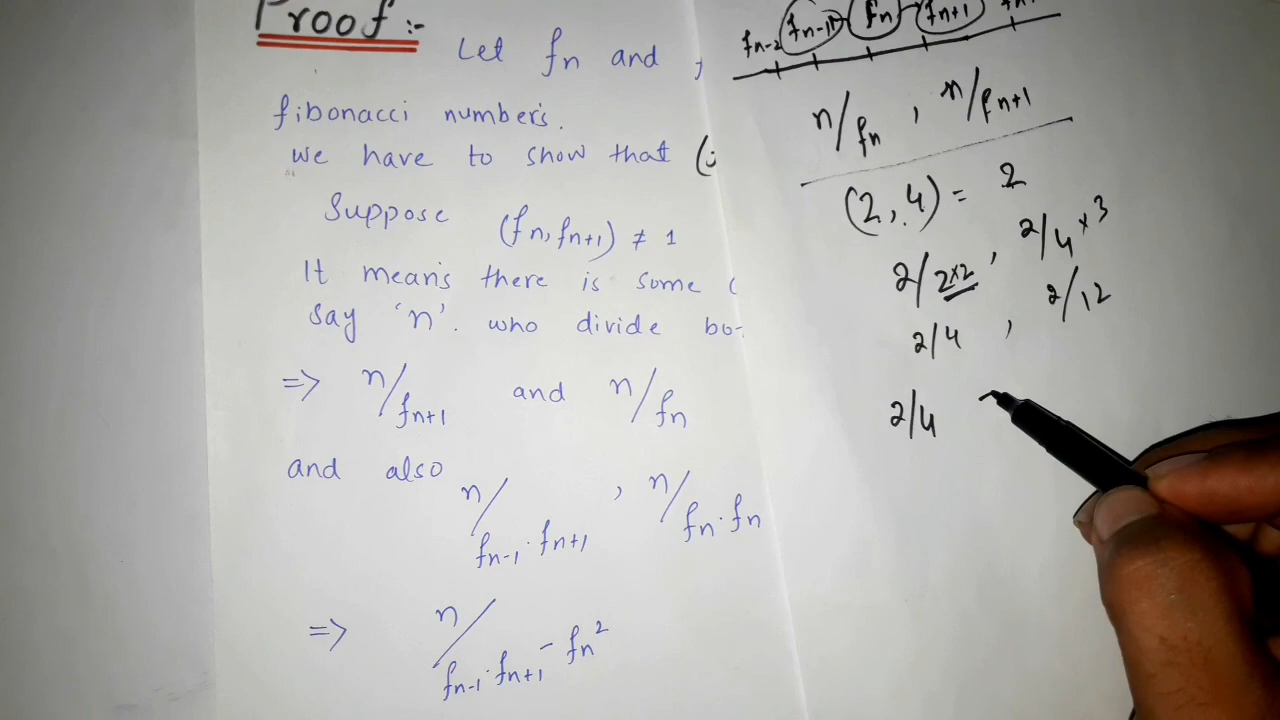 Proof :-
Let fn and
fibonacci number's.
we have to show that (
Suppose (fn, fn+1) ≠ 1
It mean's there is some
say 'n'. who divide bo
=> n/fn+1 and n/fn
and also n/fn-1 · fn+1 , n/fn · fn
=> n/fn-1 · fn+1 - fn²
fn-2 fn-1 fn fn+1
n/fn , n/fn+1
(2, 4) = 2
2/2×2 , 2/4×3
2/4 , 2/12
2/4